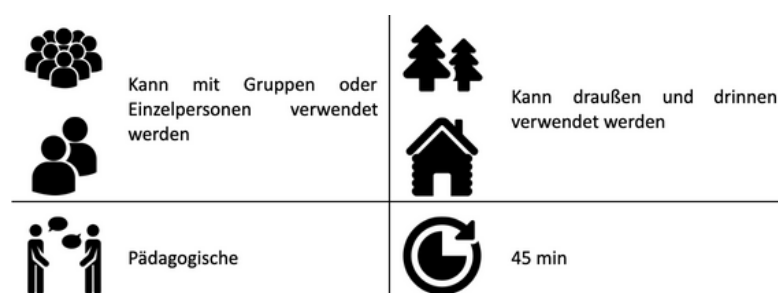 Kann mit Gruppen oder
Einzelpersonen verwendet
werden
Kann draußen und drinnen
verwendet werden
Pädagogische
45 min